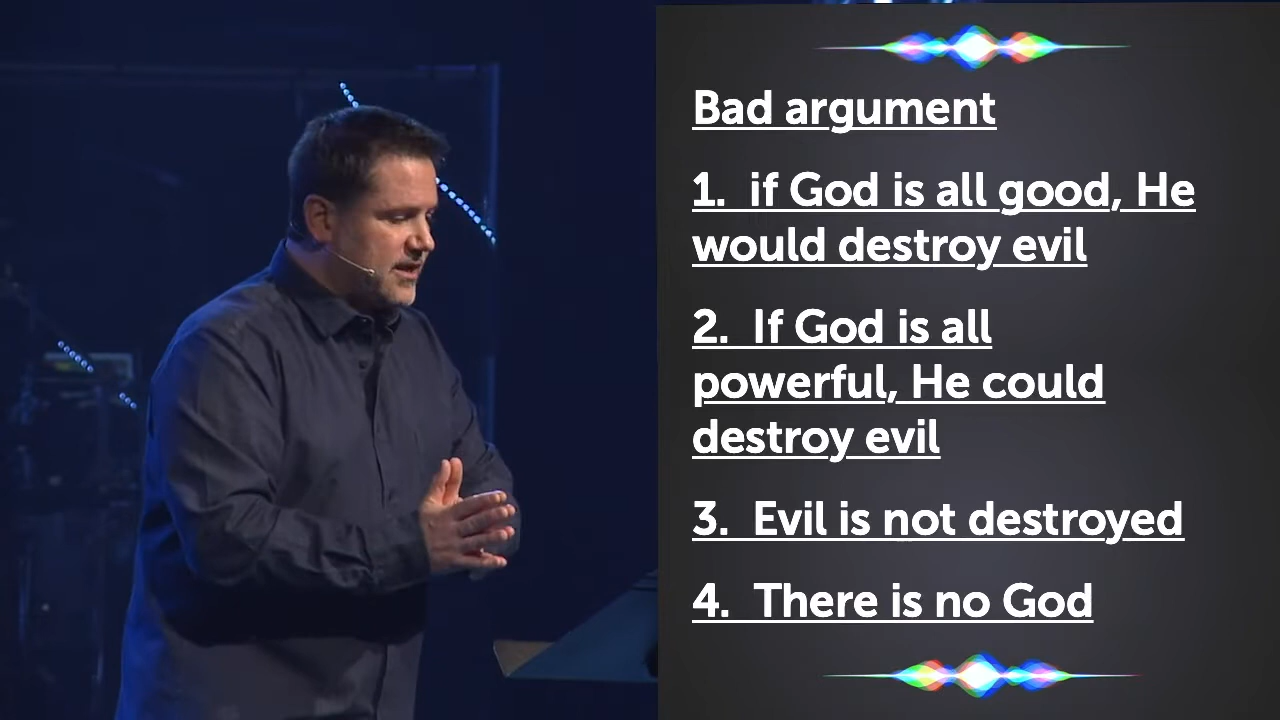 Bad argument
1. if God is all good, He
would destroy evil
2. If God is all
powerful, He could
destroy evil
3. Evil is not destroyed
4. There is no God